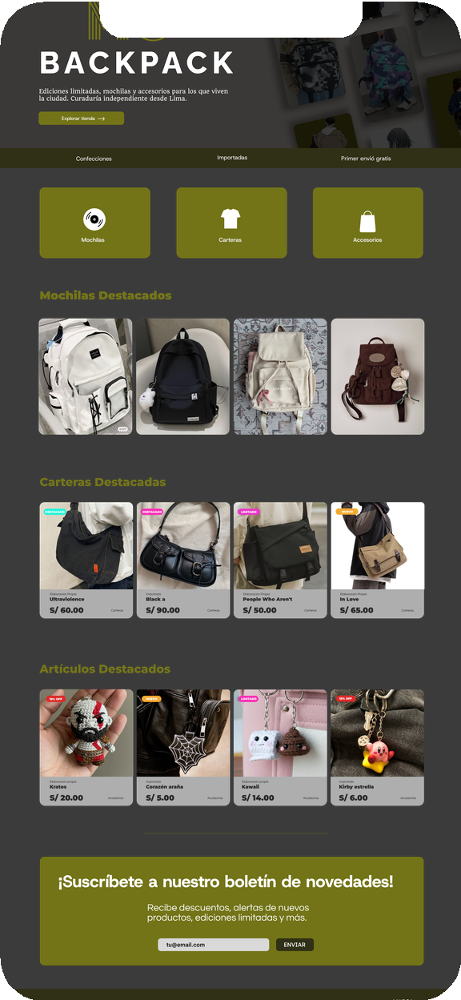 BACKPACK
Ediciones limitadas, mochilas y accesorios para los que viven
la ciudad. Curaduría independiente desde Lima.
Explorar tienda →
Confecciones
Importadas
Primer envió gratis
Mochilas
Carteras
Accesorios
Mochilas Destacados
Carteras Destacadas
DESTACADO
DESTACADO
LIMITADO
NUEVO
Elaboración Propia
Ultraviolence
S/ 60.00
Carteras
Importado
Black a
S/ 90.00
Carteras
Elaboración Propia
People Who Aren't
S/ 50.00
Carteras
Elaboración Propia
In Love
S/ 65.00
Carteras
Artículos Destacados
15% OFF
NUEVO
LIMITADO
15% OFF
Elaboración propia
Kratos
S/ 20.00
Accesorios
Importado
Corazón araña
S/ 5.00
Accesorios
Elaboración propia
Kawaii
S/ 14.00
Accesorios
Importado
Kirby estrella
S/ 6.00
Accesorios
¡Suscríbete a nuestro boletín de novedades!
Recibe descuentos, alertas de nuevos
productos, ediciones limitadas y más.
tu@email.com
ENVIAR